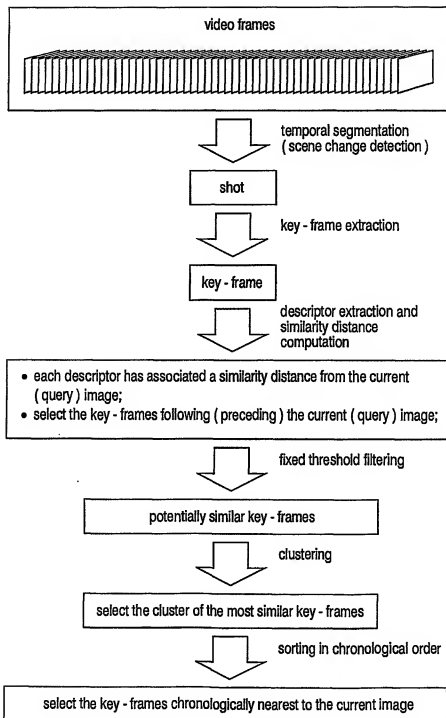 video frames
temporal segmentation
( scene change detection )
shot
key - frame extraction
key - frame
descriptor extraction and
similarity distance
computation
• each descriptor has associated a similarity distance from the current
( query ) image;
• select the key - frames following ( preceding ) the current ( query ) image;
fixed threshold filtering
potentially similar key - frames
clustering
select the cluster of the most similar key - frames
sorting in chronological order
select the key - frames chronologically nearest to the current image